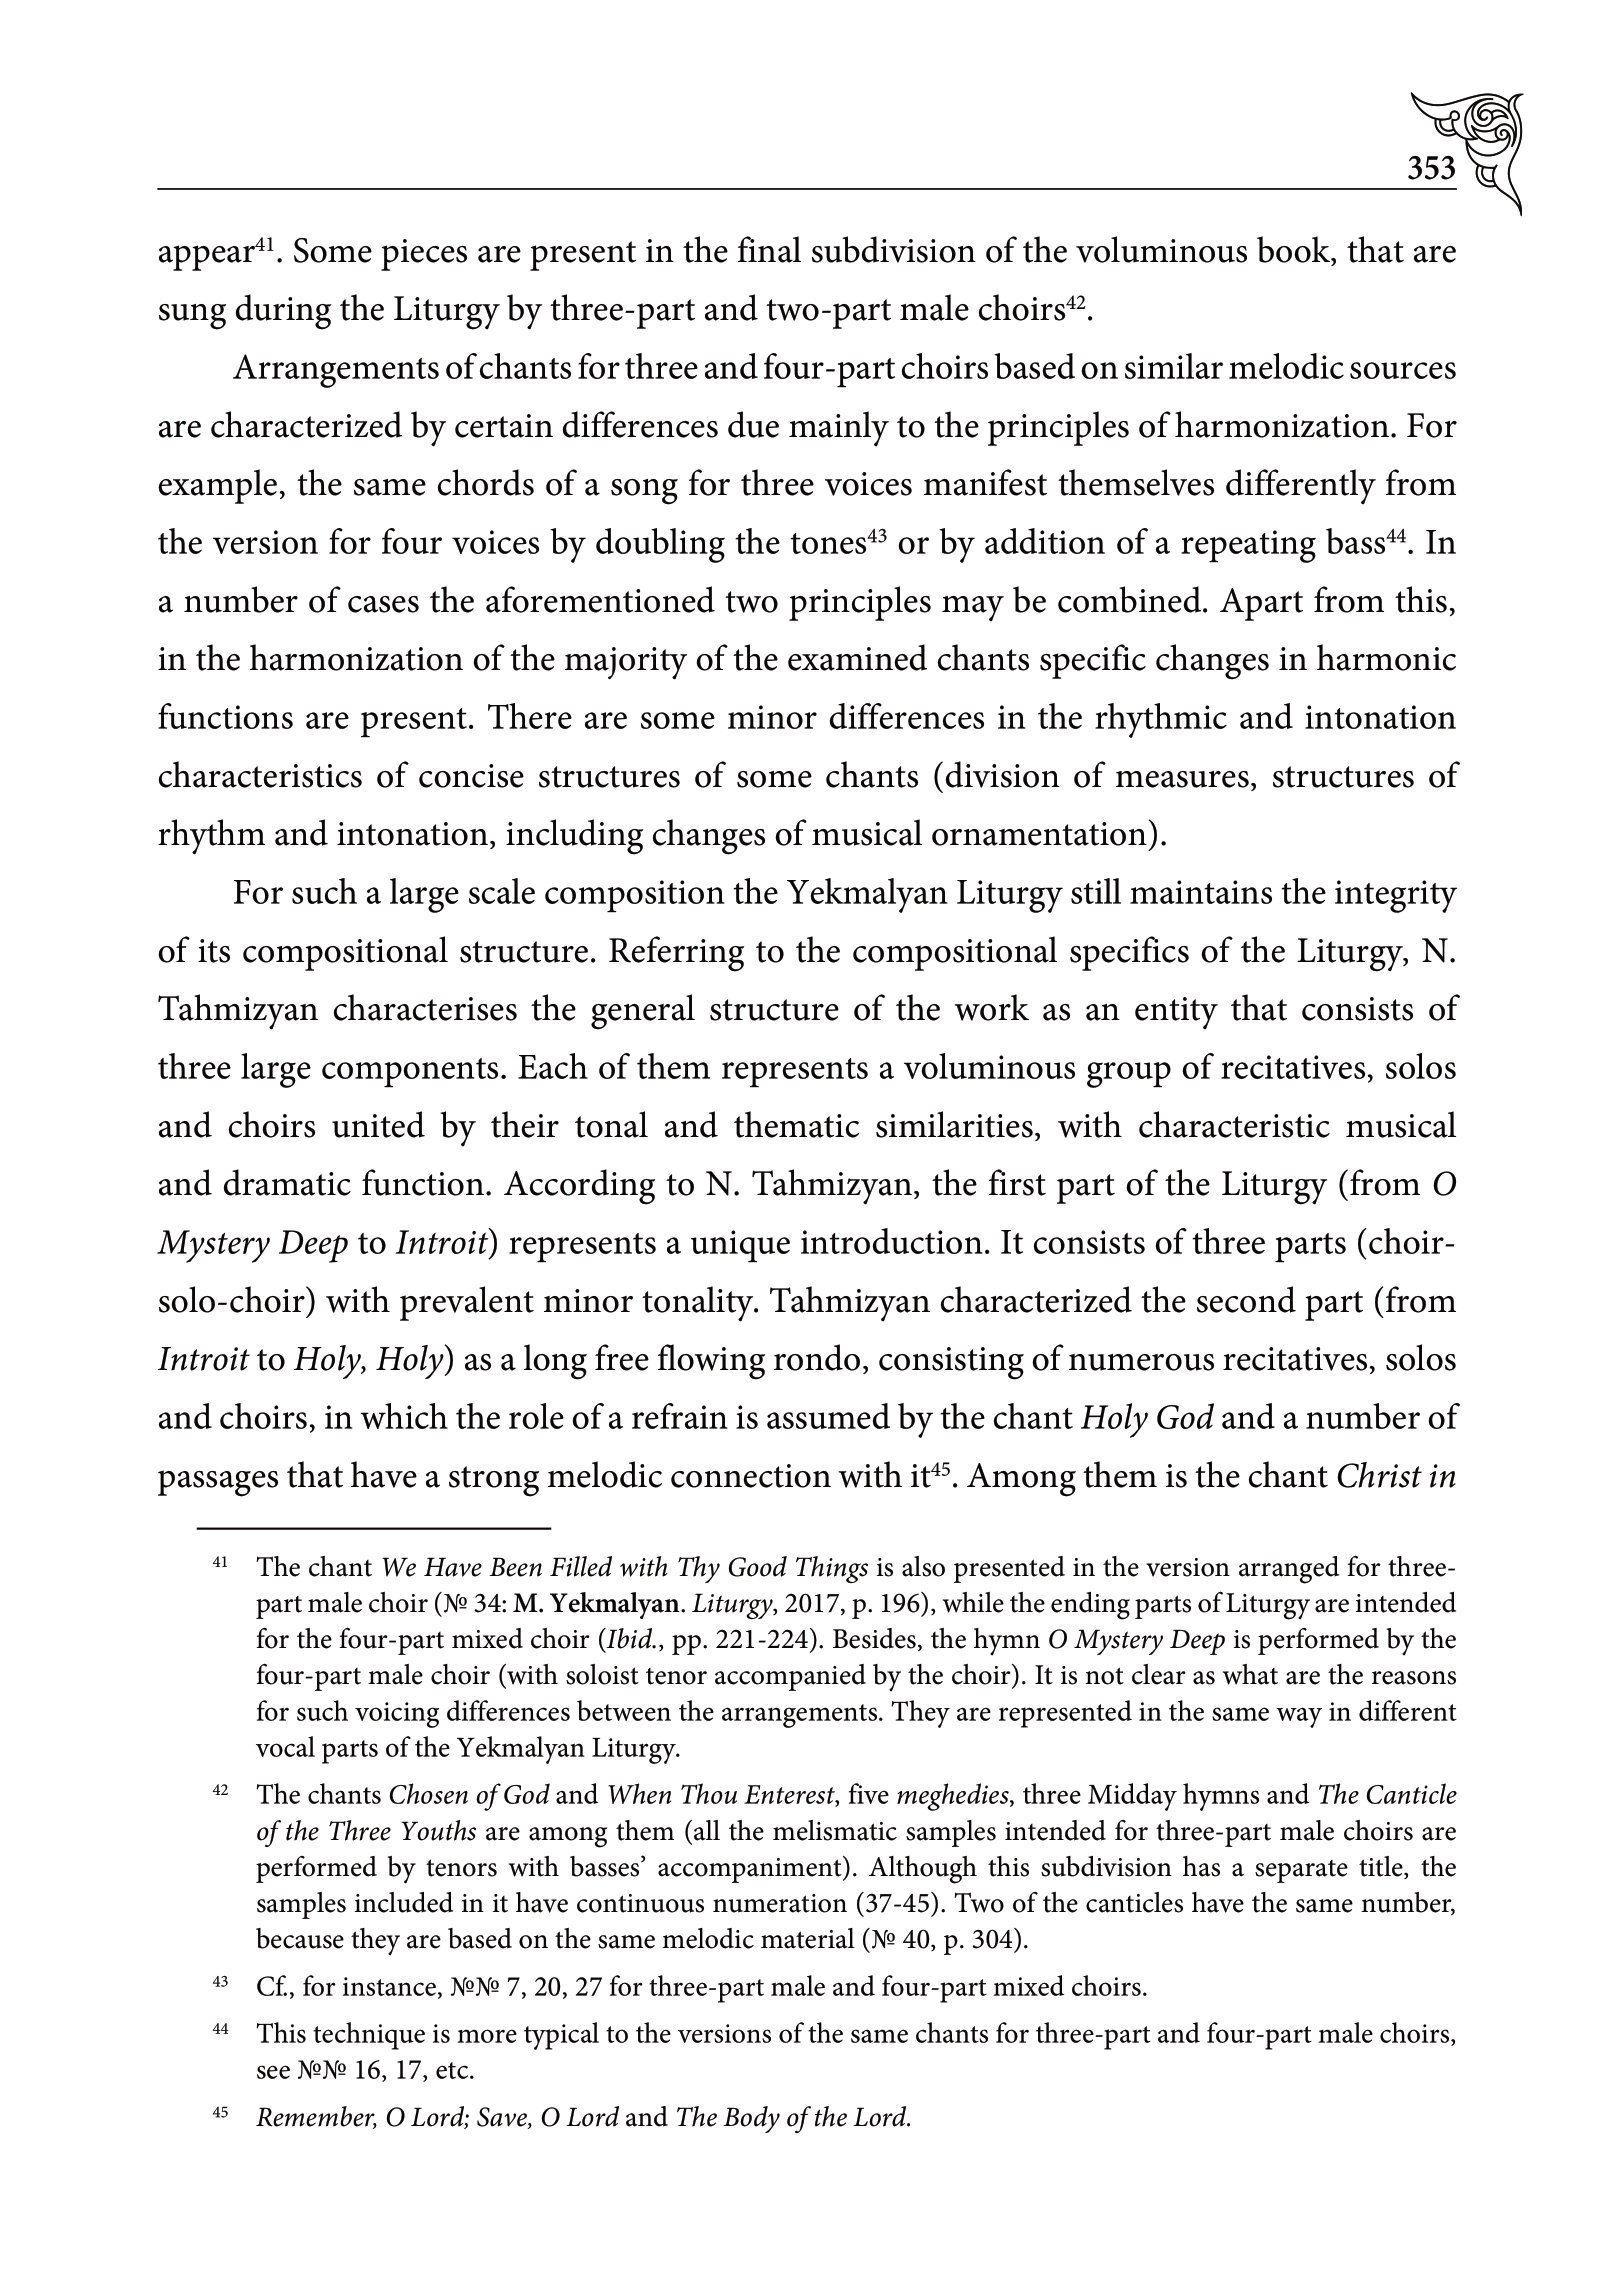 353
appear⁴¹. Some pieces are present in the final subdivision of the voluminous book, that are
sung during the Liturgy by three-part and two-part male choirs⁴².
Arrangements of chants for three and four-part choirs based on similar melodic sources
are characterized by certain differences due mainly to the principles of harmonization. For
example, the same chords of a song for three voices manifest themselves differently from
the version for four voices by doubling the tones⁴³ or by addition of a repeating bass⁴⁴. In
a number of cases the aforementioned two principles may be combined. Apart from this,
in the harmonization of the majority of the examined chants specific changes in harmonic
functions are present. There are some minor differences in the rhythmic and intonation
characteristics of concise structures of some chants (division of measures, structures of
rhythm and intonation, including changes of musical ornamentation).
For such a large scale composition the Yekmalyan Liturgy still maintains the integrity
of its compositional structure. Referring to the compositional specifics of the Liturgy, N.
Tahmizyan characterises the general structure of the work as an entity that consists of
three large components. Each of them represents a voluminous group of recitatives, solos
and choirs united by their tonal and thematic similarities, with characteristic musical
and dramatic function. According to N. Tahmizyan, the first part of the Liturgy (from O
Mystery Deep to Introit) represents a unique introduction. It consists of three parts (choir-
solo-choir) with prevalent minor tonality. Tahmizyan characterized the second part (from
Introit to Holy, Holy) as a long free flowing rondo, consisting of numerous recitatives, solos
and choirs, in which the role of a refrain is assumed by the chant Holy God and a number of
passages that have a strong melodic connection with it⁴⁵. Among them is the chant Christ in
41 The chant We Have Been Filled with Thy Good Things is also presented in the version arranged for three-
part male choir (№ 34: M. Yekmalyan. Liturgy, 2017, p. 196), while the ending parts of Liturgy are intended
for the four-part mixed choir (Ibid., pp. 221-224). Besides, the hymn O Mystery Deep is performed by the
four-part male choir (with soloist tenor accompanied by the choir). It is not clear as what are the reasons
for such voicing differences between the arrangements. They are represented in the same way in different
vocal parts of the Yekmalyan Liturgy.
42 The chants Chosen of God and When Thou Enterest, five meghedies, three Midday hymns and The Canticle
of the Three Youths are among them (all the melismatic samples intended for three-part male choirs are
performed by tenors with basses’ accompaniment). Although this subdivision has a separate title, the
samples included in it have continuous numeration (37-45). Two of the canticles have the same number,
because they are based on the same melodic material (№ 40, p. 304).
43 Cf., for instance, №№ 7, 20, 27 for three-part male and four-part mixed choirs.
44 This technique is more typical to the versions of the same chants for three-part and four-part male choirs,
see №№ 16, 17, etc.
45 Remember, O Lord; Save, O Lord and The Body of the Lord.